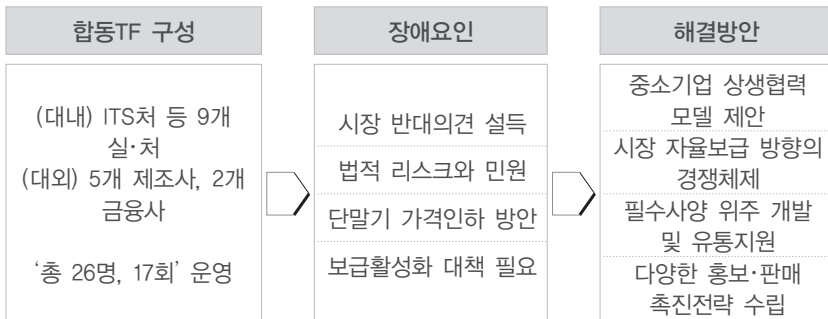 합동TF 구성
(대내) ITS처 등 9개
실·처
(대외) 5개 제조사, 2개
금융사
‘총 26명, 17회’ 운영
장애요인
시장 반대의견 설득
법적 리스크와 민원
단말기 가격인하 방안
보급활성화 대책 필요
해결방안
중소기업 상생협력
모델 제안
시장 자율보급 방향의
경쟁체제
필수사양 위주 개발
및 유통지원
다양한 홍보·판매
촉진전략 수립